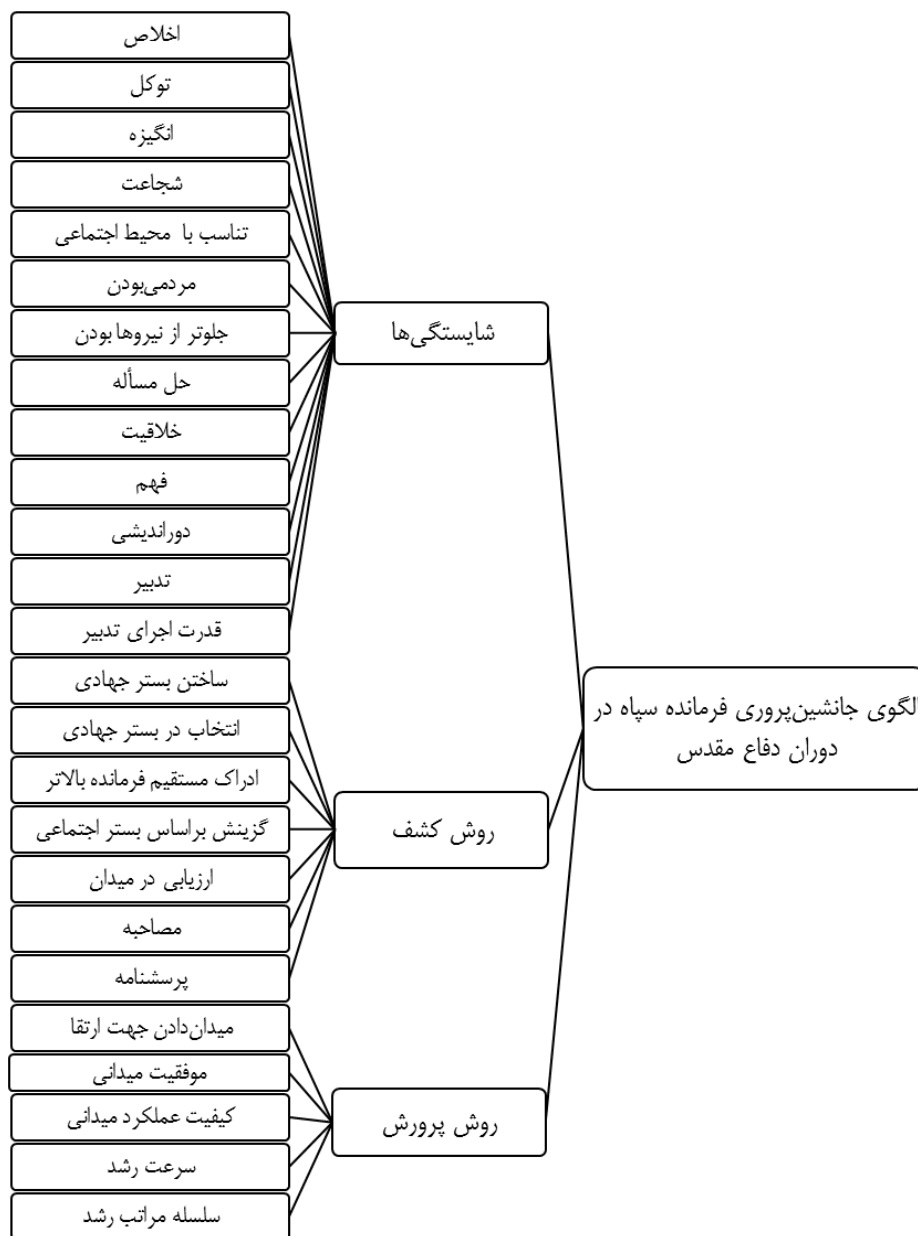 الگوی جانشین‌پروری فرمانده سپاه در
دوران دفاع مقدس
شایستگی‌ها
اخلاص
توکل
انگیزه
شجاعت
تناسب با محیط اجتماعی
مردمی‌بودن
جلوتر از نیروها بودن
حل مسأله
خلاقیت
فهم
دوراندیشی
تدبیر
قدرت اجرای تدبیر
روش کشف
ساختن بستر جهادی
انتخاب در بستر جهادی
ادراک مستقیم فرمانده بالاتر
گزینش براساس بستر اجتماعی
ارزیابی در میدان
مصاحبه
پرسشنامه
روش پرورش
میدان‌دادن جهت ارتقا
موفقیت میدانی
کیفیت عملکرد میدانی
سرعت رشد
سلسله مراتب رشد